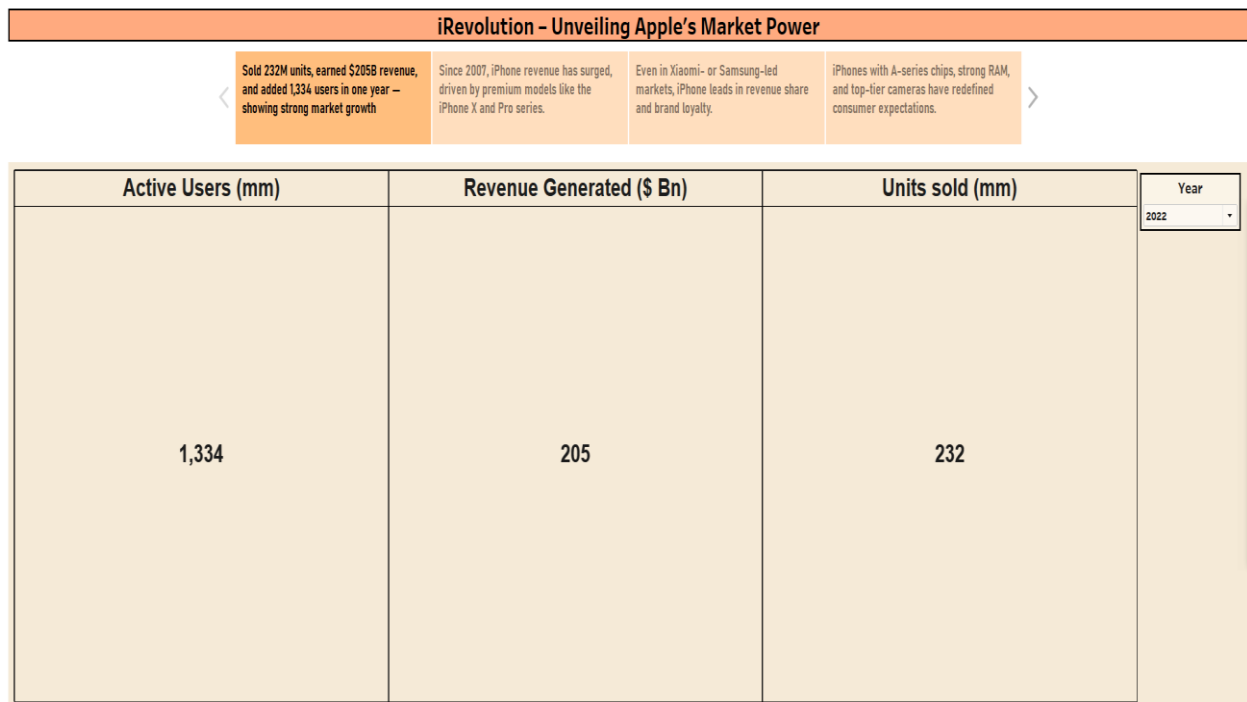 iRevolution – Unveiling Apple's Market Power
Sold 232M units, earned $205B revenue,
and added 1,334 users in one year —
showing strong market growth
Since 2007, iPhone revenue has surged,
driven by premium models like the
iPhone X and Pro series.
Even in Xiaomi- or Samsung-led
markets, iPhone leads in revenue share
and brand loyalty.
iPhones with A-series chips, strong RAM,
and top-tier cameras have redefined
consumer expectations.
Active Users (mm)
Revenue Generated ($ Bn)
Units sold (mm)
Year
2022
1,334
205
232